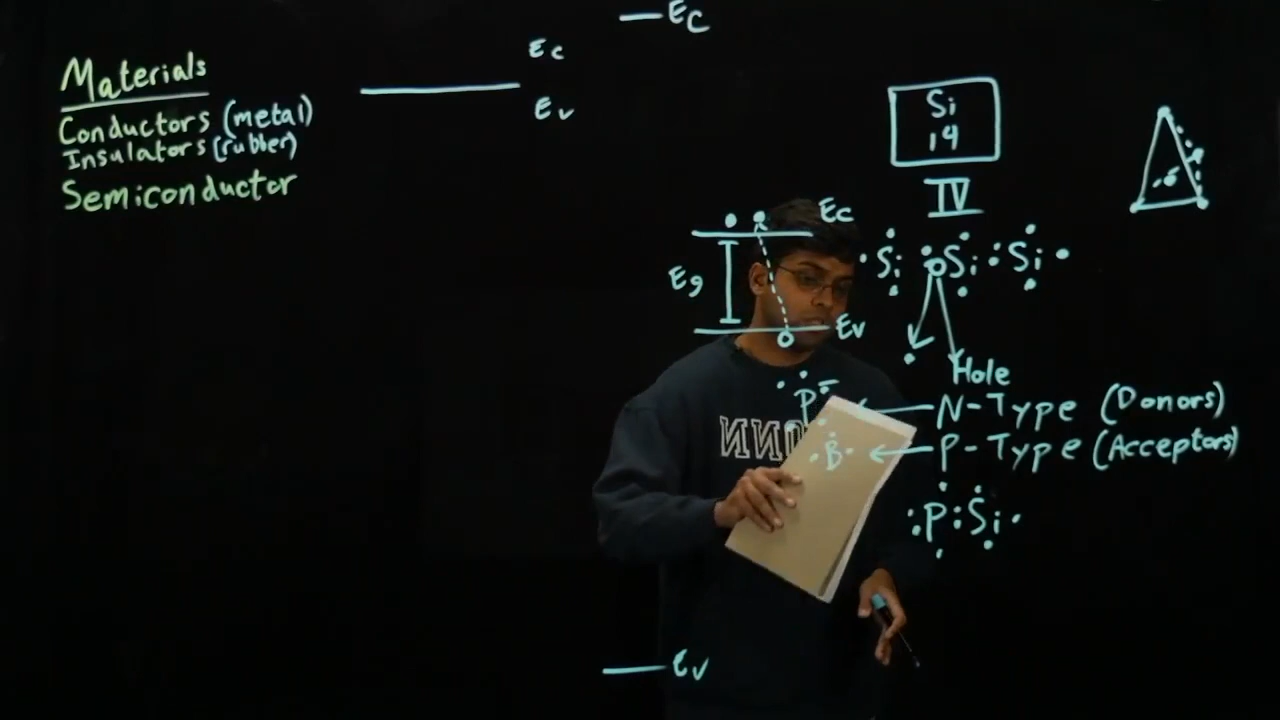 Materials
Conductors (metal)
Insulators (rubber)
Semiconductor
Ec
Ev
Ec
Si
14
IV
Ec
Eg
Ev
Si Si Si
Hole
P
N-Type (Donors)
B
P-Type (Acceptors)
P Si
Ev